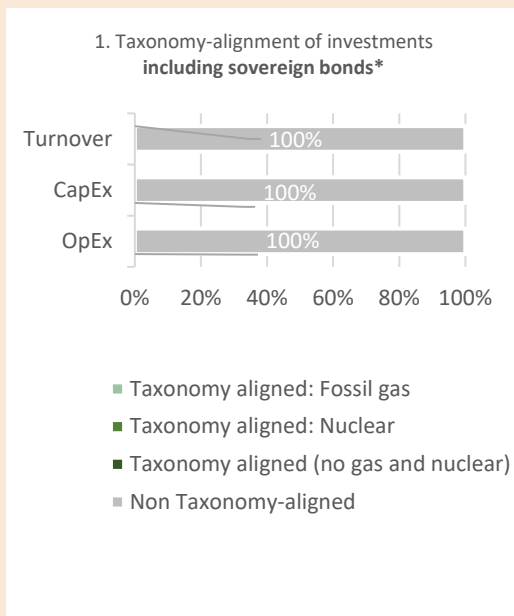 1. Taxonomy-alignment of investments
including sovereign bonds*
Turnover
100%
CapEx
100%
OpEx
100%
0% 20% 40% 60% 80% 100%
Taxonomy aligned: Fossil gas
Taxonomy aligned: Nuclear
Taxonomy aligned (no gas and nuclear)
Non Taxonomy-aligned